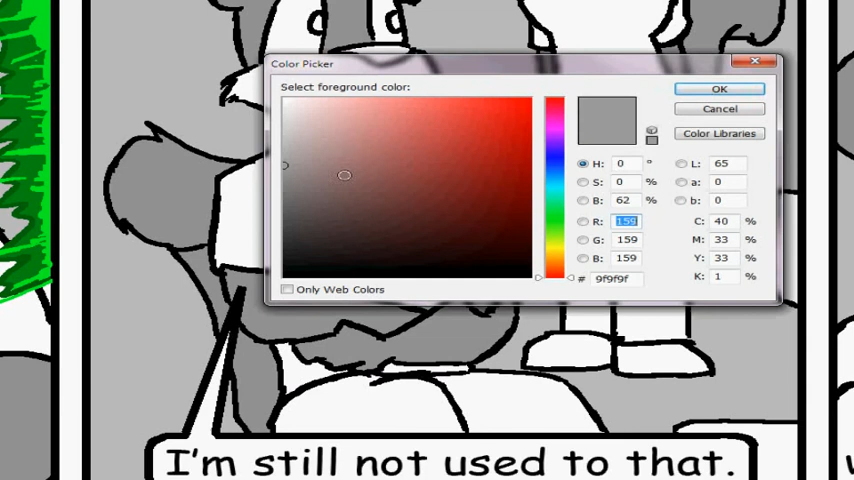 Color Picker
Select foreground color:
OK
Cancel
Color Libraries
H: 0 ° L: 65
S: 0 % a: 0
B: 62 % b: 0
R: 159 C: 40 %
G: 159 M: 33 %
B: 159 Y: 33 %
# 9f9f9f K: 1 %
Only Web Colors
I'm still not used to that.